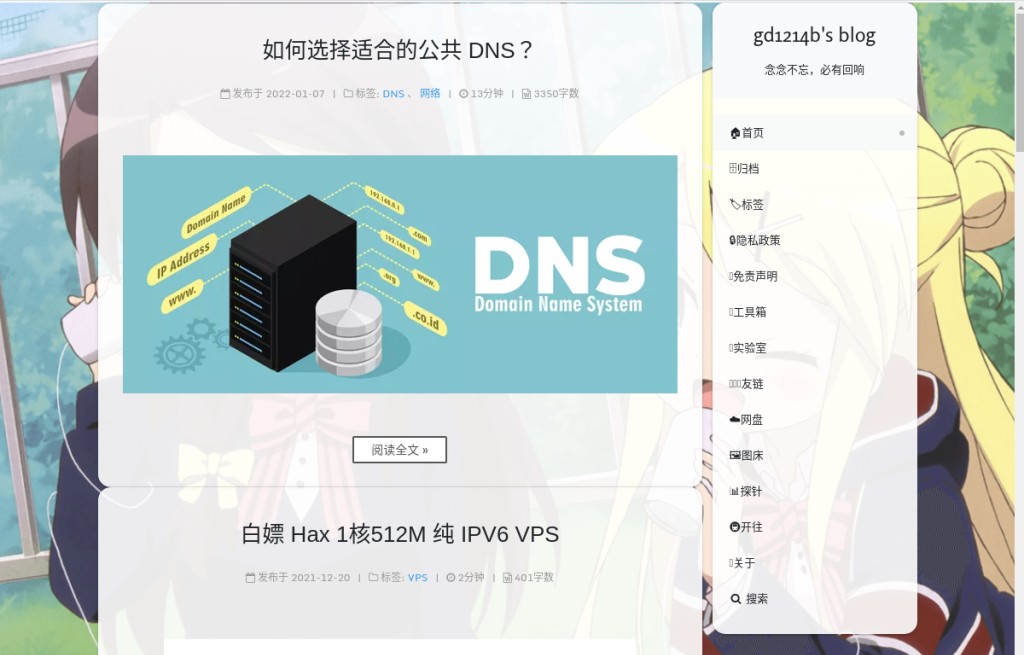 如何选择适合的公共 DNS？
发布于 2022-01-07 | 标签: DNS 、 网络 | 13分钟 | 3350字数
Domain Name
IP Address
www.
192.168.0.1
.com
192.168.1.1
.org
www.
.co.id
DNS
Domain Name System
阅读全文 »
白嫖 Hax 1核512M 纯 IPV6 VPS
发布于 2021-12-20 | 标签: VPS | 2分钟 | 401字数
gd1214b's blog
念念不忘，必有回响
首页
归档
标签
隐私政策
免责声明
工具箱
实验室
友链
网盘
图床
探针
开往
关于
搜索